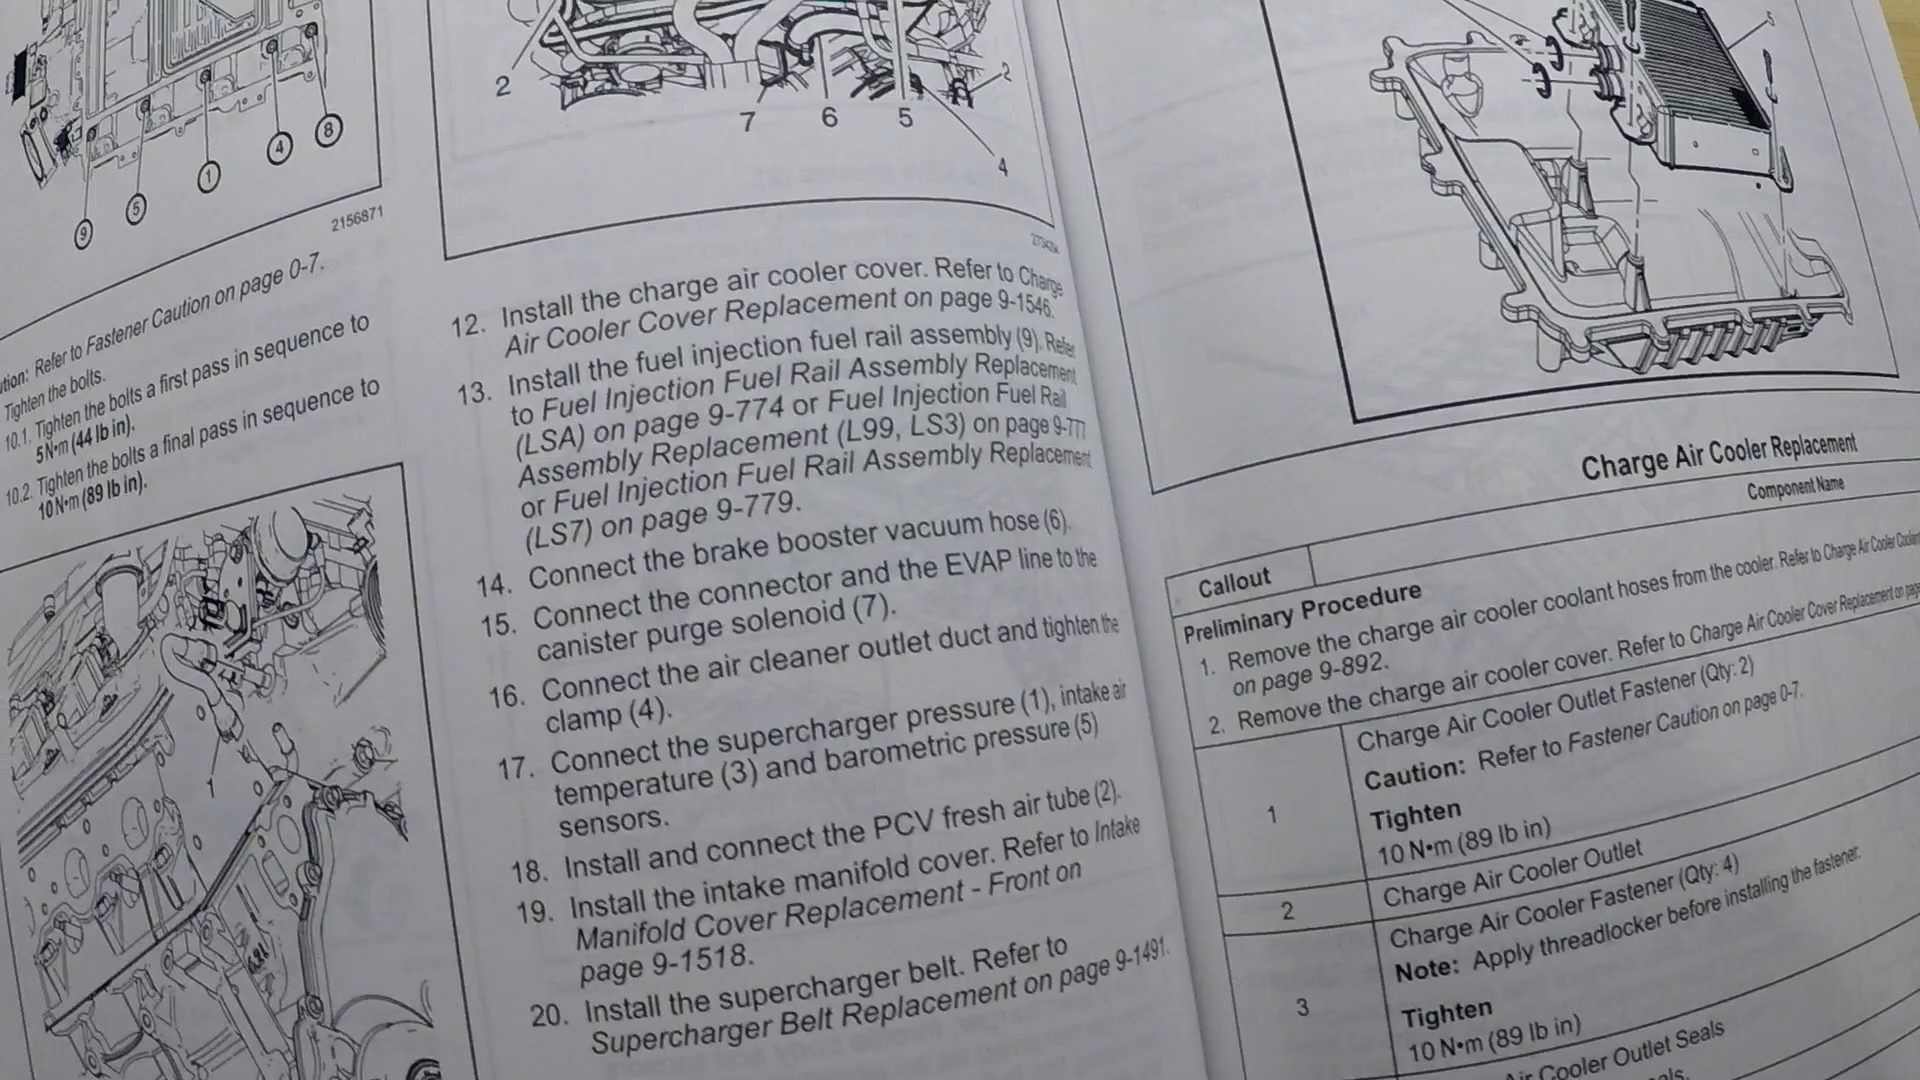 9
5
1
4
8
2156871
Caution on page 0-7.
Refer to Fastener
Tighten the bolts.
10.1. Tighten the bolts a first pass in sequence to
5 N•m (44 lb in).
10.2. Tighten the bolts a final pass in sequence to
10 N•m (89 lb in).
1
2
7
6
5
2
4
12. Install the charge air cooler cover. Refer to Charge
Air Cooler Cover Replacement on page 9-1546.
13. Install the fuel injection fuel rail assembly (9). Refer
to Fuel Injection Fuel Rail Assembly Replacement
(LSA) on page 9-774 or Fuel Injection Fuel Rail
Assembly Replacement (L99, LS3) on page 9-777
or Fuel Injection Fuel Rail Assembly Replacement
(LS7) on page 9-779.
14. Connect the brake booster vacuum hose (6).
15. Connect the connector and the EVAP line to the
canister purge solenoid (7).
16. Connect the air cleaner outlet duct and tighten the
clamp (4).
17. Connect the supercharger pressure (1), intake air
temperature (3) and barometric pressure (5)
sensors.
18. Install and connect the PCV fresh air tube (2).
19. Install the intake manifold cover. Refer to Intake
Manifold Cover Replacement - Front on
page 9-1518.
20. Install the supercharger belt. Refer to
Supercharger Belt Replacement on page 9-1491.
5
Charge Air Cooler Replacement
Callout
Component Name
Preliminary Procedure
1. Remove the charge air cooler coolant hoses from the cooler. Refer to Charge Air Cooler
on page 9-892.
2. Remove the charge air cooler cover. Refer to Charge Air Cooler Cover Replacement on
1
Charge Air Cooler Outlet Fastener (Qty: 2)
Caution: Refer to Fastener Caution on page 0-7.
Tighten
10 N•m (89 lb in)
2
Charge Air Cooler Outlet
3
Charge Air Cooler Fastener (Qty: 4)
Note: Apply threadlocker before installing the fastener.
Tighten
10 N•m (89 lb in)
Cooler Outlet Seals